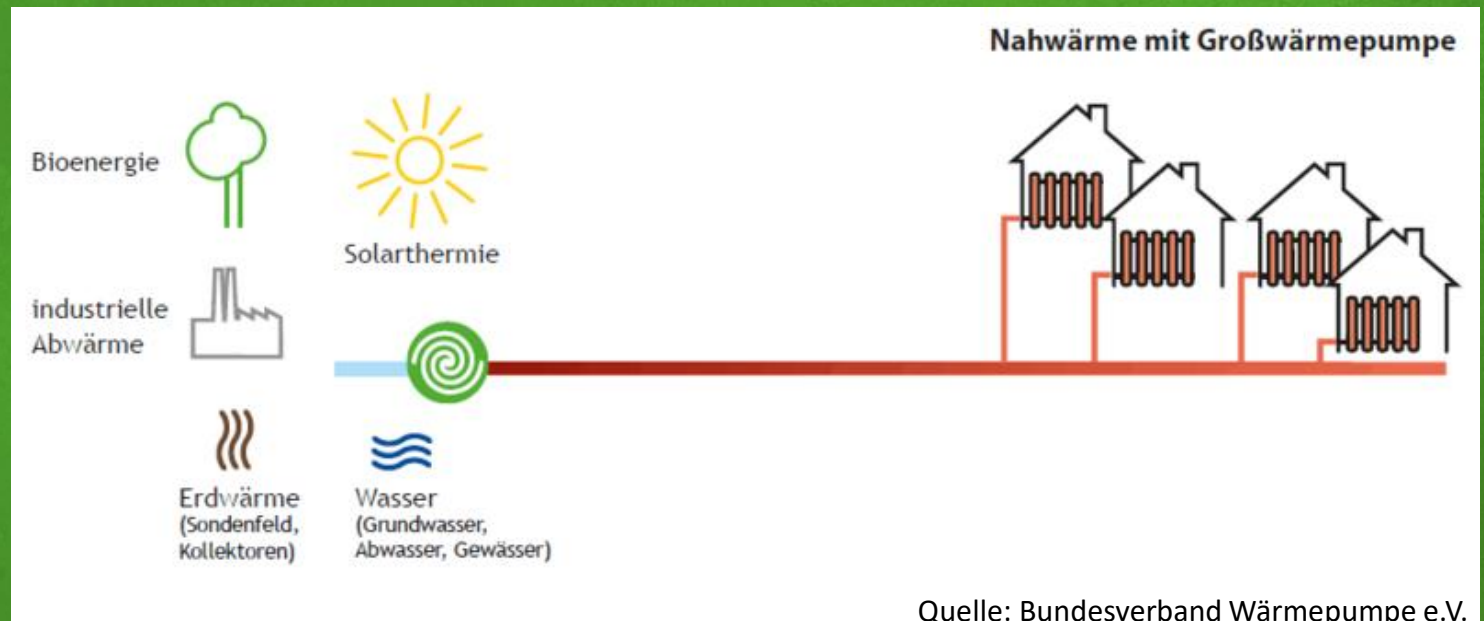 Nahwärme mit Großwärmepumpe
Bioenergie
Solarthermie
industrielle
Abwärme
Erdwärme
(Sondenfeld,
Kollektoren)
Wasser
(Grundwasser,
Abwasser, Gewässer)
Quelle: Bundesverband Wärmepumpe e.V.